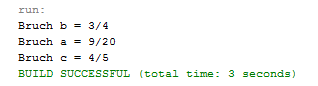 run:
Bruch b = 3/4
Bruch a = 9/20
Bruch c = 4/5
BUILD SUCCESSFUL (total time: 3 seconds)